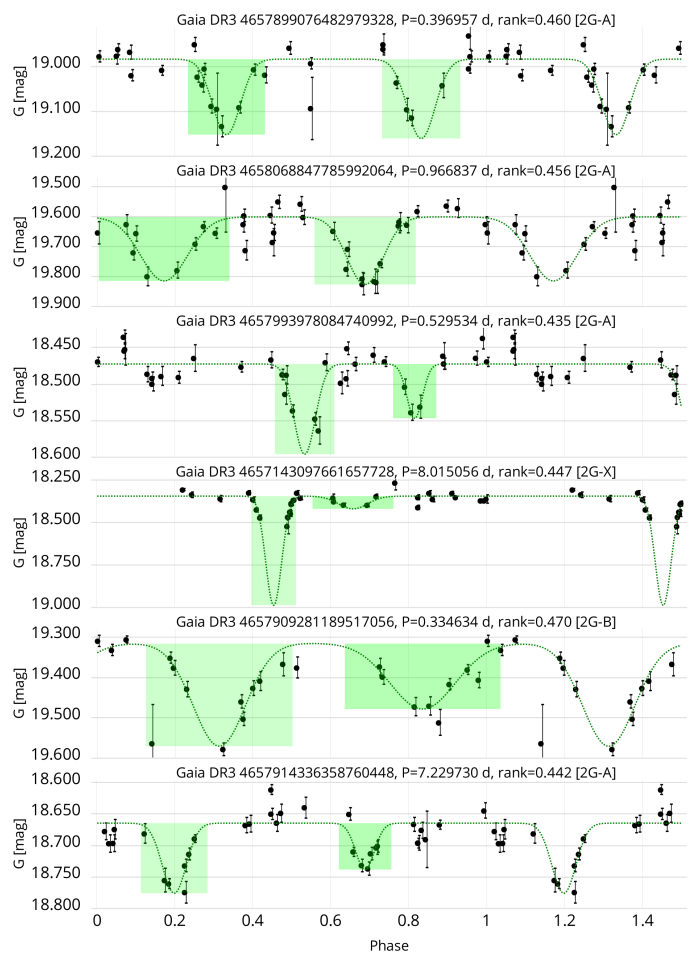 Gaia DR3 4657899076482979328, P=0.396957 d, rank=0.460 [2G-A]
G [mag]
19.000
19.100
19.200
Gaia DR3 4658068847785992064, P=0.966837 d, rank=0.456 [2G-A]
G [mag]
19.500
19.600
19.700
19.800
19.900
Gaia DR3 4657993978084740992, P=0.529534 d, rank=0.435 [2G-A]
G [mag]
18.450
18.500
18.550
18.600
Gaia DR3 4657143097661657728, P=8.015056 d, rank=0.447 [2G-X]
G [mag]
18.250
18.500
18.750
19.000
Gaia DR3 4657909281189517056, P=0.334634 d, rank=0.470 [2G-B]
G [mag]
19.300
19.400
19.500
19.600
Gaia DR3 4657914336358760448, P=7.229730 d, rank=0.442 [2G-A]
G [mag]
18.600
18.650
18.700
18.750
18.800
0 0.2 0.4 0.6 0.8 1 1.2 1.4
Phase